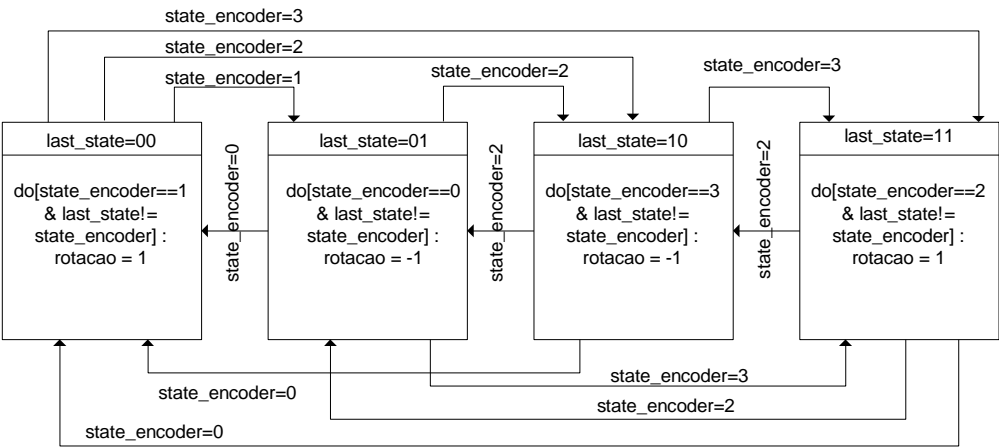 state_encoder=3
state_encoder=2
state_encoder=1
state_encoder=2
state_encoder=3
last_state=00
do[state_encoder==1
& last_state!=
state_encoder] :
rotacao = 1
state_encoder=0
last_state=01
do[state_encoder==0
& last_state!=
state_encoder] :
rotacao = -1
state_encoder=2
last_state=10
do[state_encoder==3
& last_state!=
state_encoder] :
rotacao = -1
state_encoder=2
last_state=11
do[state_encoder==2
& last_state!=
state_encoder] :
rotacao = 1
state_encoder=3
state_encoder=0
state_encoder=2
state_encoder=0